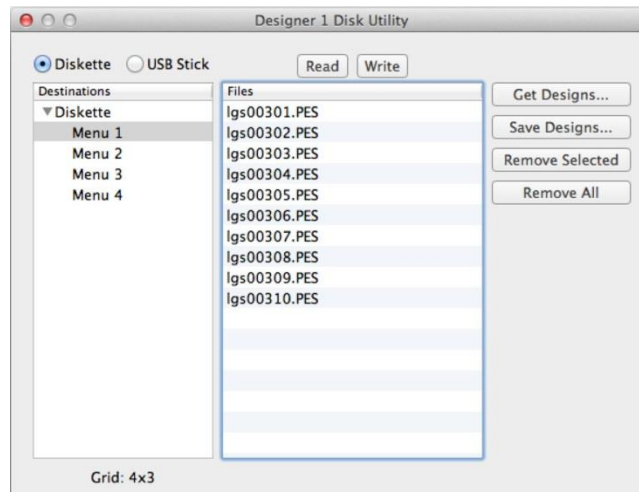 Designer 1 Disk Utility
Diskette USB Stick Read Write
Destinations
Diskette
Menu 1
Menu 2
Menu 3
Menu 4
Files
lgs00301.PES
lgs00302.PES
lgs00303.PES
lgs00304.PES
lgs00305.PES
lgs00306.PES
lgs00307.PES
lgs00308.PES
lgs00309.PES
lgs00310.PES
Get Designs...
Save Designs...
Remove Selected
Remove All
Grid: 4x3